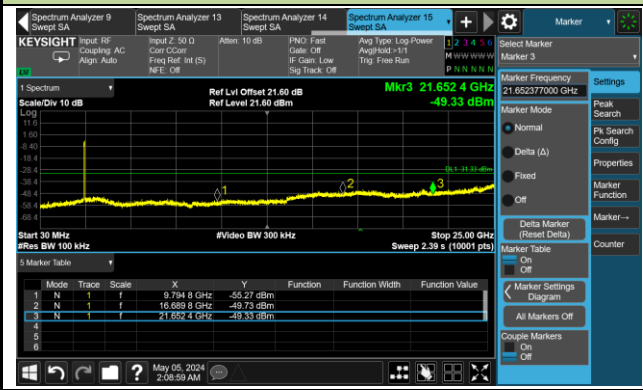 Spectrum Analyzer 9
Swept SA
Spectrum Analyzer 13
Swept SA
Spectrum Analyzer 14
Swept SA
Spectrum Analyzer 15
Swept SA
Marker
KEYSIGHT
Input: RF
Coupling: AC
Align: Auto
Input Z: 50 Ω
Corr CCorr
Freq Ref: Int (S)
NFE: Off
Atten: 10 dB
PNO: Fast
Gate: Off
IF Gain: Low
Sig Track: Off
Avg Type: Log-Power
Avg|Hold:>1/1
Trig: Free Run
1 2 3 4 5 6
M W W W W W
P N N N N N
Select Marker
Marker 3
1 Spectrum
Scale/Div 10 dB
Log
Ref Lvl Offset 21.60 dB
Ref Level 21.60 dBm
Mkr3 21.652 4 GHz
-49.33 dBm
11.6
1.60
-8.40
-18.4
-28.4
-38.4
-48.4
-58.4
-68.4
DL1 -31.33 dBm
1
2
3
Start 30 MHz
#Res BW 100 kHz
#Video BW 300 kHz
Stop 25.00 GHz
Sweep 2.39 s (10001 pts)
5 Marker Table
Mode Trace Scale X Y Function Function Width Function Value
1 N 1 f 9.794 8 GHz -55.27 dBm
2 N 1 f 16.689 8 GHz -49.73 dBm
3 N 1 f 21.652 4 GHz -49.33 dBm
4
5
6
Marker Frequency
21.652377000 GHz
Marker Mode
Normal
Delta (Δ)
Fixed
Off
Delta Marker
(Reset Delta)
Marker Table
On
Off
Marker Settings
Diagram
All Markers Off
Couple Markers
On
Off
Settings
Peak
Search
Pk Search
Config
Properties
Marker
Function
Marker→
Counter
May 05, 2024
2:08:59 AM